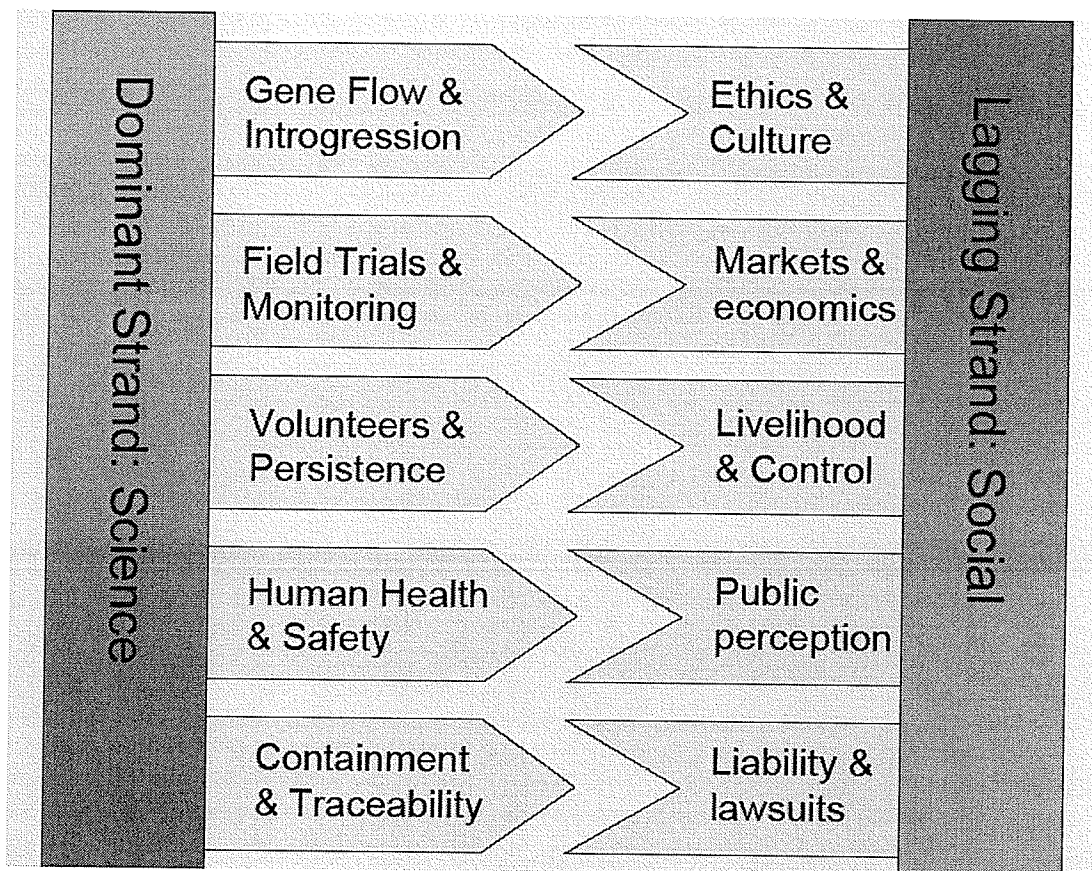 Dominant Strand: Science
Gene Flow &
Introgression
Ethics &
Culture
Field Trials &
Monitoring
Markets &
economics
Volunteers &
Persistence
Livelihood
& Control
Human Health
& Safety
Public
perception
Containment
& Traceability
Liability &
lawsuits
Lagging Strand: Social